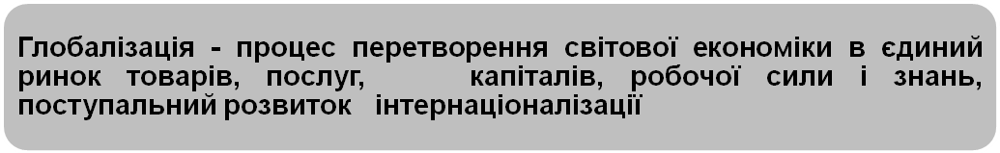 Глобалізація - процес перетворення світової економіки в єдиний
ринок товарів, послуг, капіталів, робочої сили і знань,
поступальний розвиток інтернаціоналізації